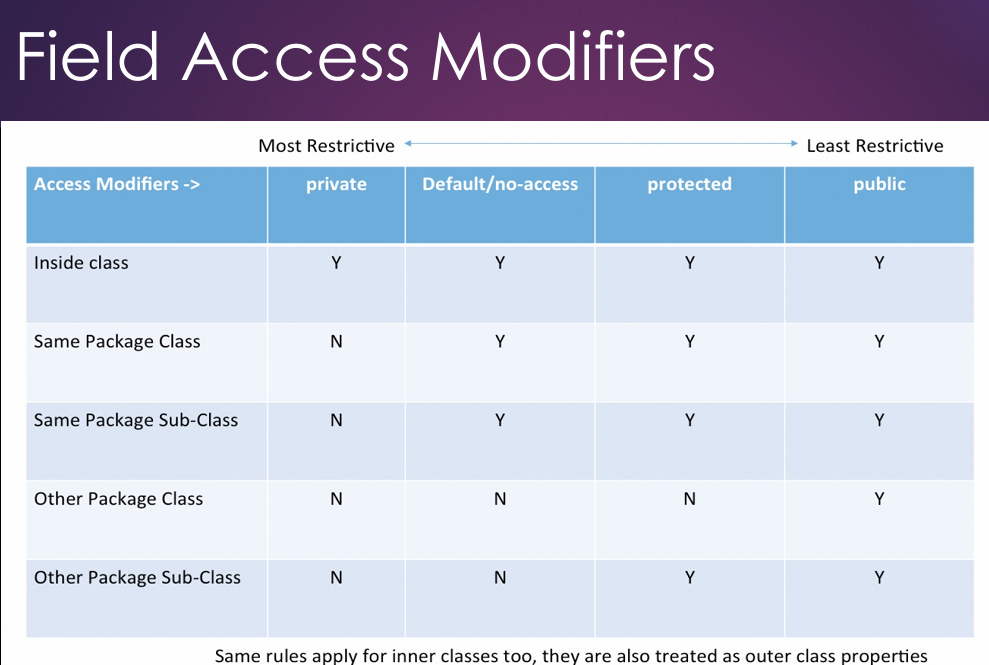 Field Access Modifiers
Most Restrictive Least Restrictive
Access Modifiers -> private Default/no-access protected public
Inside class Y Y Y Y
Same Package Class N Y Y Y
Same Package Sub-Class N Y Y Y
Other Package Class N N N Y
Other Package Sub-Class N N Y Y
Same rules apply for inner classes too, they are also treated as outer class properties